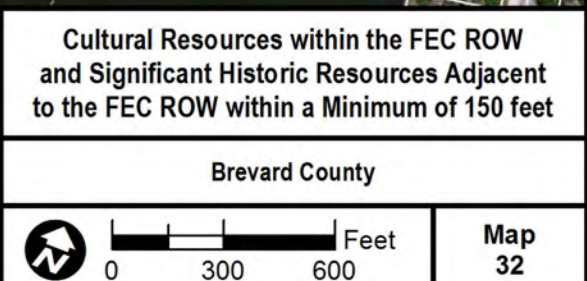 Cultural Resources within the FEC ROW
and Significant Historic Resources Adjacent
to the FEC ROW within a Minimum of 150 feet
Brevard County
N
Feet
0 300 600
Map
32